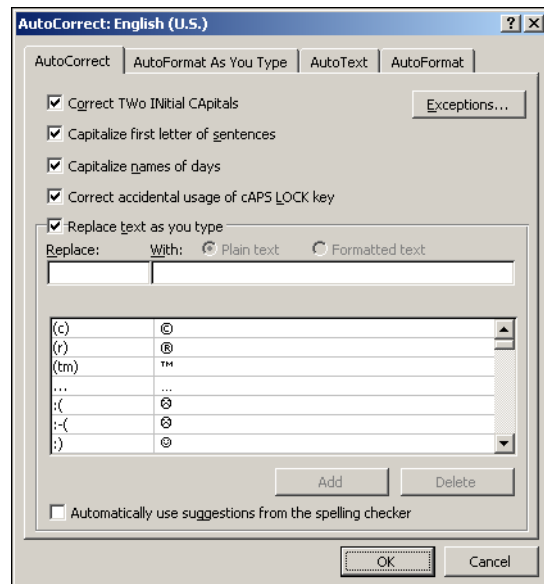 AutoCorrect: English (U.S.)
AutoCorrect AutoFormat As You Type AutoText AutoFormat
Correct TWo INitial CApitals Exceptions...
Capitalize first letter of sentences
Capitalize names of days
Correct accidental usage of cAPS LOCK key
Replace text as you type
Replace: With: Plain text Formatted text
(c) ©
(r) ®
(tm) ™
... ...
:( ☹
:-( ☹
:) ☺
Add Delete
Automatically use suggestions from the spelling checker
OK Cancel